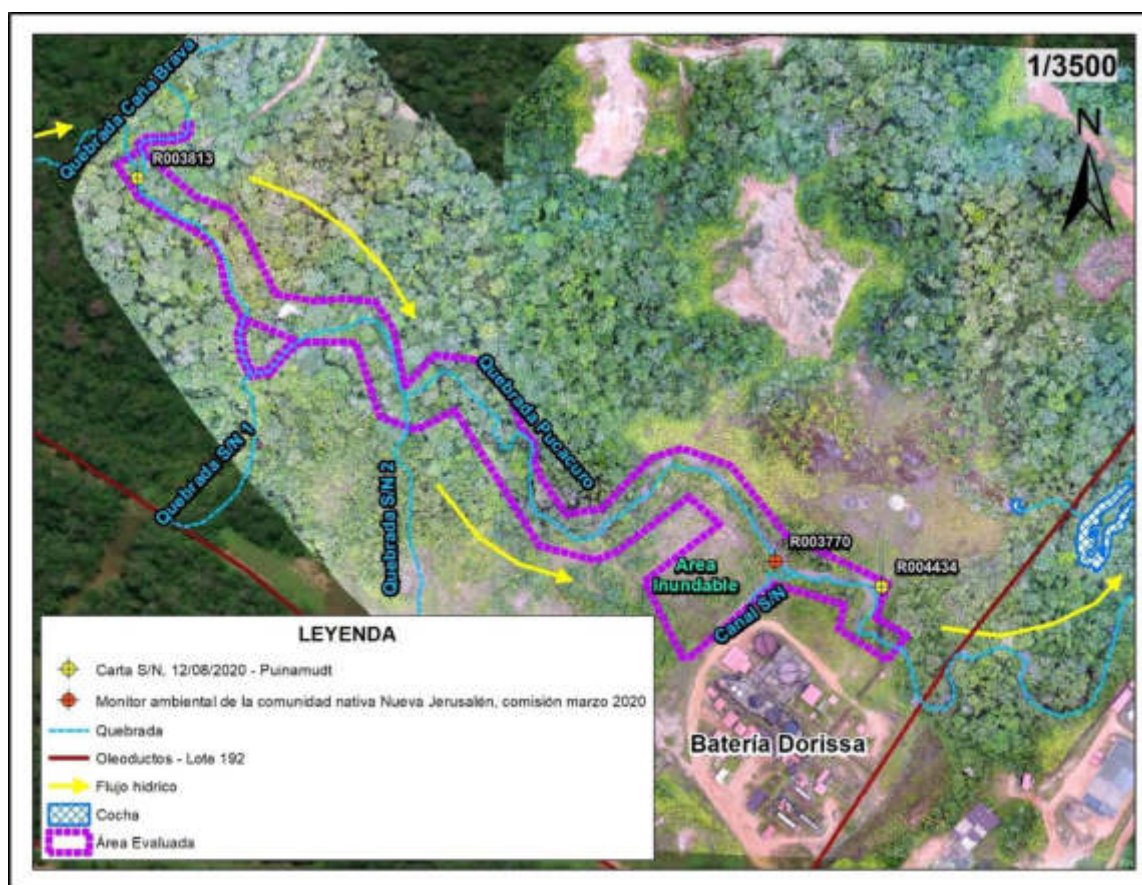 1/3500
N
Quebrada Caña Brava
R003813
Quebrada Pucacuro
Quebrada S/N 1
Quebrada S/N 2
R003770
R004434
Área
Inundable
Canal S/N
Batería Dorissa
LEYENDA
Carta S/N, 12/08/2020 - Puinamudt
Monitor ambiental de la comunidad nativa Nueva Jerusalén, comisión marzo 2020
Quebrada
Oleoductos - Lote 192
Flujo hídrico
Cocha
Área Evaluada